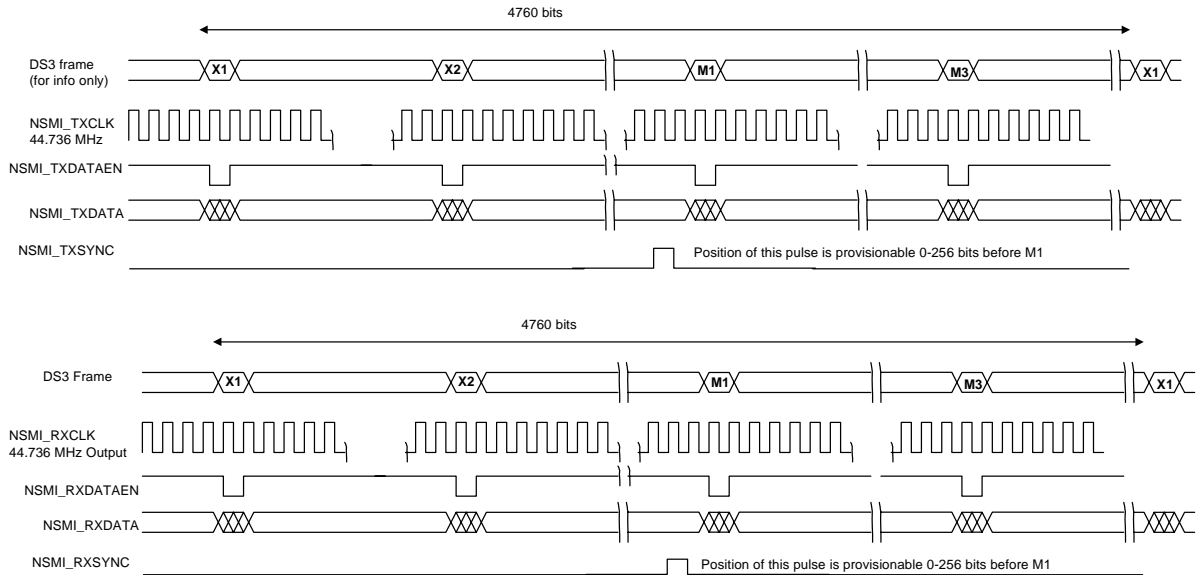 4760 bits
DS3 frame
(for info only)
X1 X2 M1 M3 X1
NSMI_TXCLK
44.736 MHz
NSMI_TXDATAEN
NSMI_TXDATA
NSMI_TXSYNC
Position of this pulse is provisionable 0-256 bits before M1
4760 bits
DS3 Frame
X1 X2 M1 M3 X1
NSMI_RXCLK
44.736 MHz Output
NSMI_RXDATAEN
NSMI_RXDATA
NSMI_RXSYNC
Position of this pulse is provisionable 0-256 bits before M1